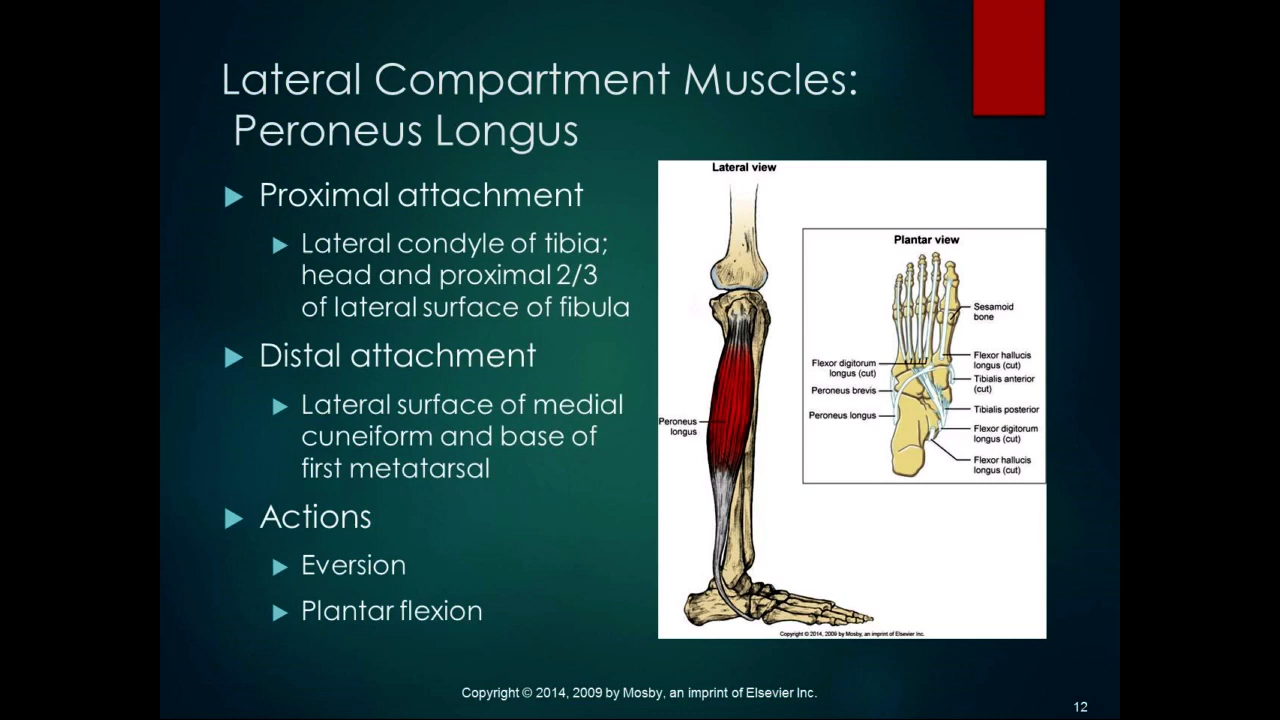 Lateral Compartment Muscles:
Peroneus Longus
Proximal attachment
Lateral condyle of tibia;
head and proximal 2/3
of lateral surface of fibula
Distal attachment
Lateral surface of medial
cuneiform and base of
first metatarsal
Actions
Eversion
Plantar flexion
Lateral view
Peroneus
longus
Plantar view
Sesamoid
bone
Flexor digitorum
longus (cut)
Peroneus brevis
Peroneus longus
Flexor hallucis
longus (cut)
Tibialis anterior
(cut)
Tibialis posterior
Flexor digitorum
longus (cut)
Flexor hallucis
longus (cut)
Copyright © 2014, 2009 by Mosby, an imprint of Elsevier Inc.
Copyright © 2014, 2009 by Mosby, an imprint of Elsevier Inc.
12